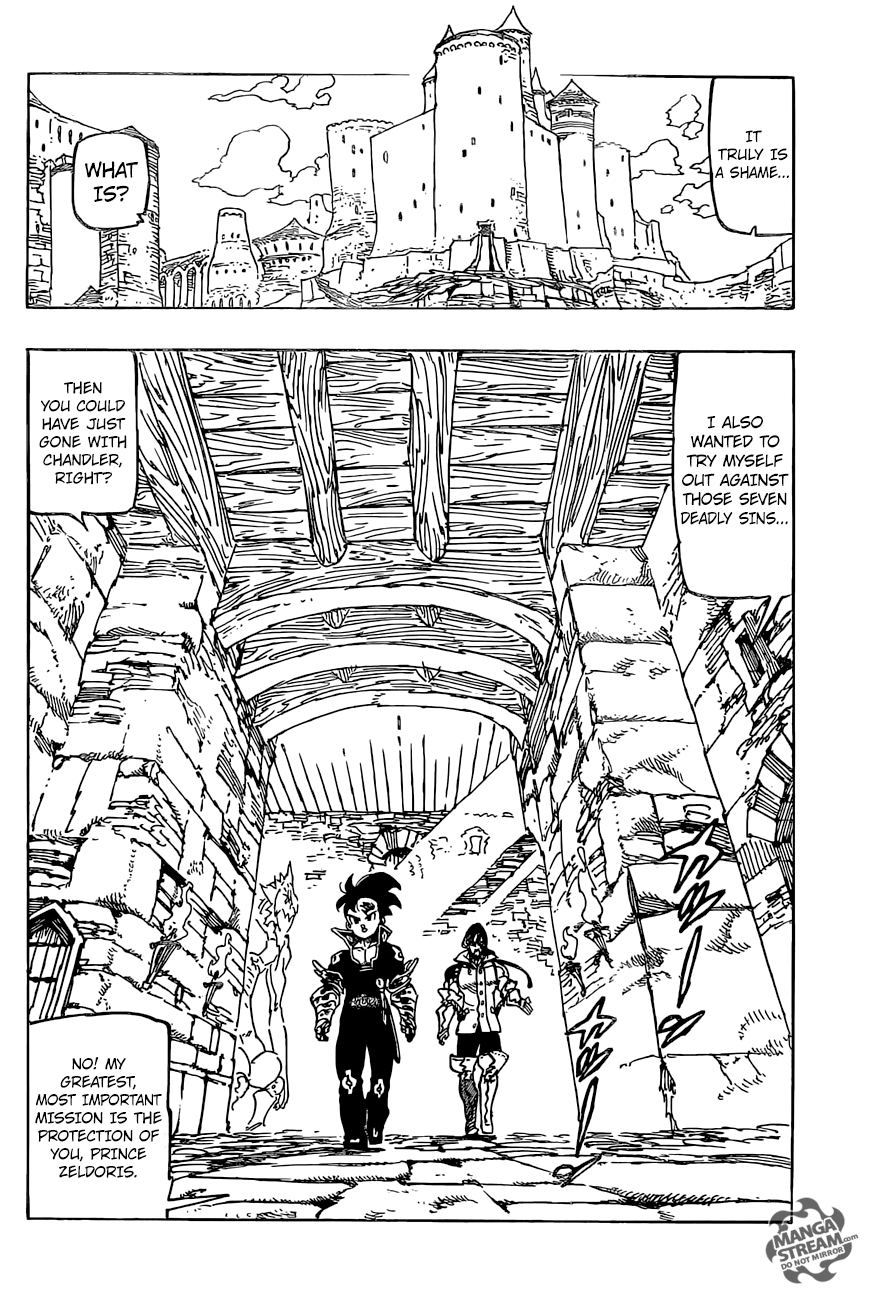 IT
TRULY IS
A SHAME...
WHAT
IS?
I ALSO
WANTED TO
TRY MYSELF
OUT AGAINST
THOSE SEVEN
DEADLY SINS...
THEN
YOU COULD
HAVE JUST
GONE WITH
CHANDLER,
RIGHT?
NO! MY
GREATEST,
MOST IMPORTANT
MISSION IS THE
PROTECTION OF
YOU, PRINCE
ZELDORIS.
MANGA
STREAM.com
DO NOT MIRROR